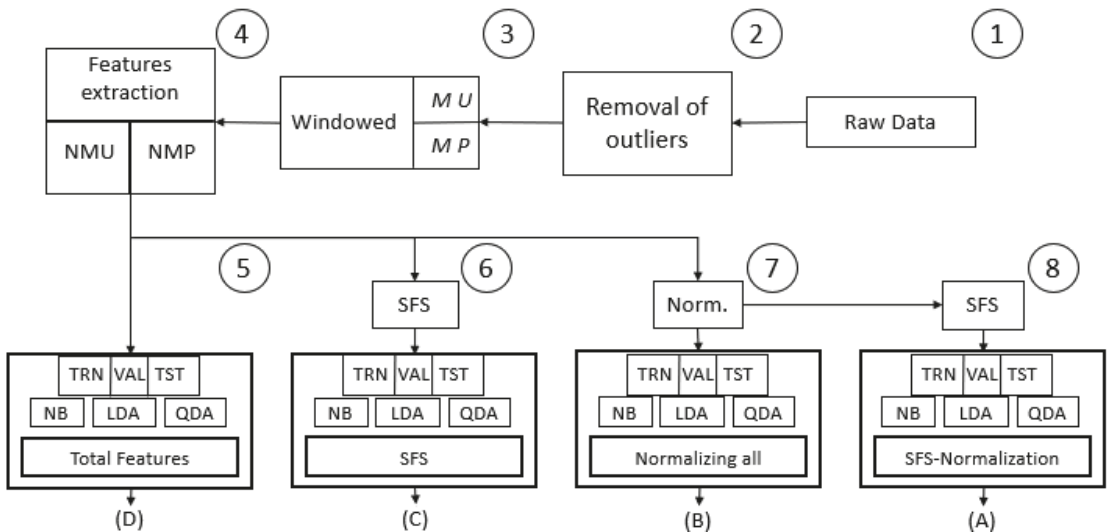 4
3
2
1
Features
extraction
NMU
NMP
Windowed
M U
M P
Removal of
outliers
Raw Data
5
6
7
8
SFS
Norm.
SFS
TRN VAL TST
NB LDA QDA
Total Features
(D)
TRN VAL TST
NB LDA QDA
SFS
(C)
TRN VAL TST
NB LDA QDA
Normalizing all
(B)
TRN VAL TST
NB LDA QDA
SFS-Normalization
(A)